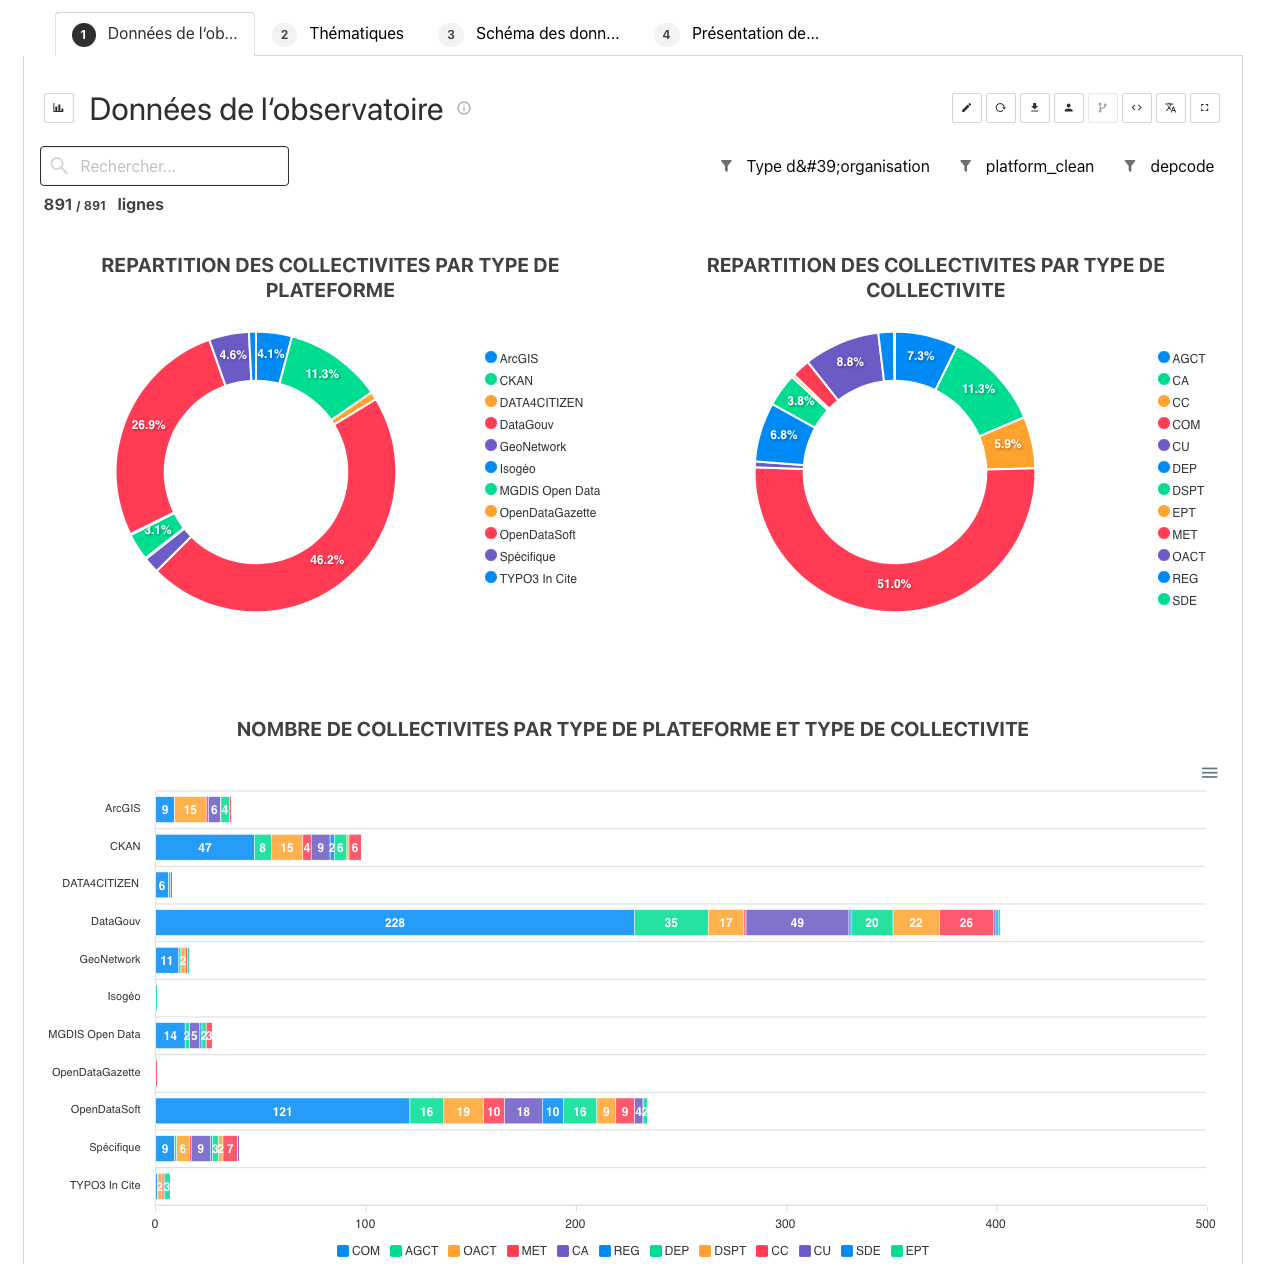 1 Données de l‘ob...
2 Thématiques
3 Schéma des donn...
4 Présentation de...
Données de l‘observatoire
Rechercher...
Type d&#39;organisation
platform_clean
depcode
891 / 891 lignes
REPARTITION DES COLLECTIVITES PAR TYPE DE
PLATEFORME
4.6%
4.1%
11.3%
26.9%
3.1%
46.2%
ArcGIS
CKAN
DATA4CITIZEN
DataGouv
GeoNetwork
Isogéo
MGDIS Open Data
OpenDataGazette
OpenDataSoft
Spécifique
TYPO3 In Cite
REPARTITION DES COLLECTIVITES PAR TYPE DE
COLLECTIVITE
8.8%
7.3%
11.3%
3.8%
6.8%
5.9%
51.0%
AGCT
CA
CC
COM
CU
DEP
DSPT
EPT
MET
OACT
REG
SDE
NOMBRE DE COLLECTIVITES PAR TYPE DE PLATEFORME ET TYPE DE COLLECTIVITE
ArcGIS 9 15 6 4
CKAN 47 8 15 4 9 2 6 6
DATA4CITIZEN 6
DataGouv 228 35 17 49 20 22 26
GeoNetwork 11 2
Isogéo
MGDIS Open Data 14 2 5 2 3
OpenDataGazette
OpenDataSoft 121 16 19 10 18 10 16 9 9 4 2
Spécifique 9 6 9 3 2 7
TYPO3 In Cite 2 3
0 100 200 300 400 500
COM AGCT OACT MET CA REG DEP DSPT CC CU SDE EPT